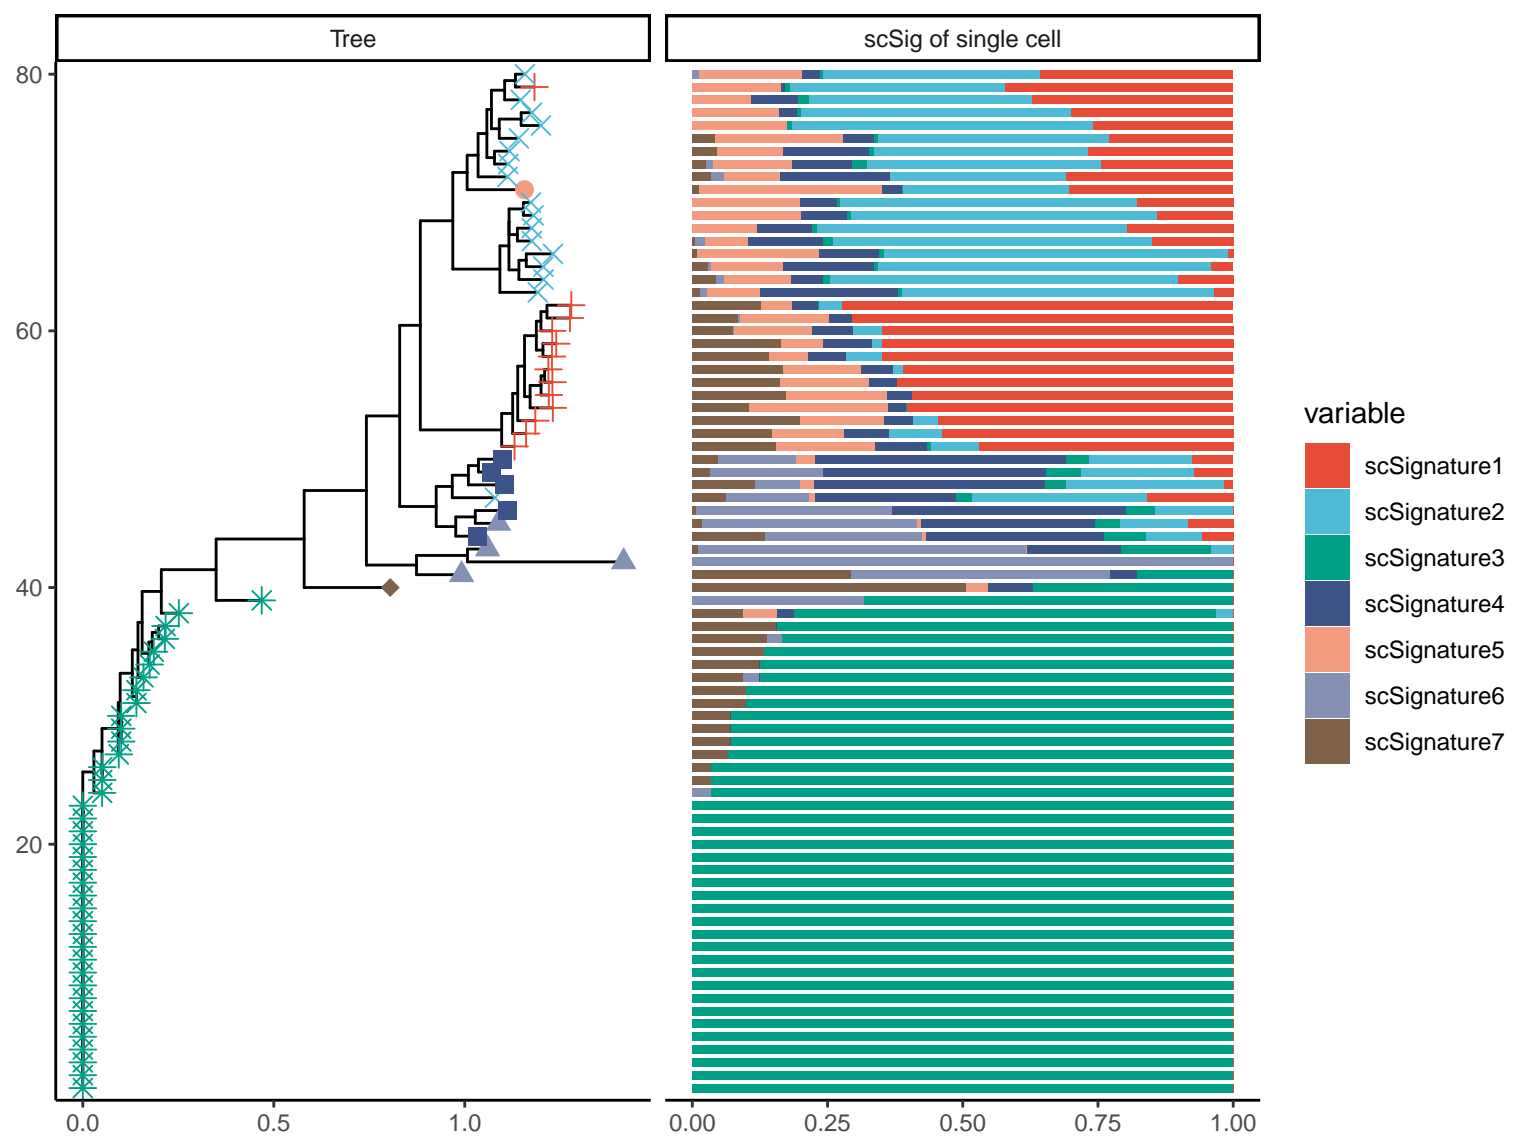 Tree
scSig of single cell
80
60
40
20
0.0
0.5
1.0
0.00
0.25
0.50
0.75
1.00
variable
scSignature1
scSignature2
scSignature3
scSignature4
scSignature5
scSignature6
scSignature7